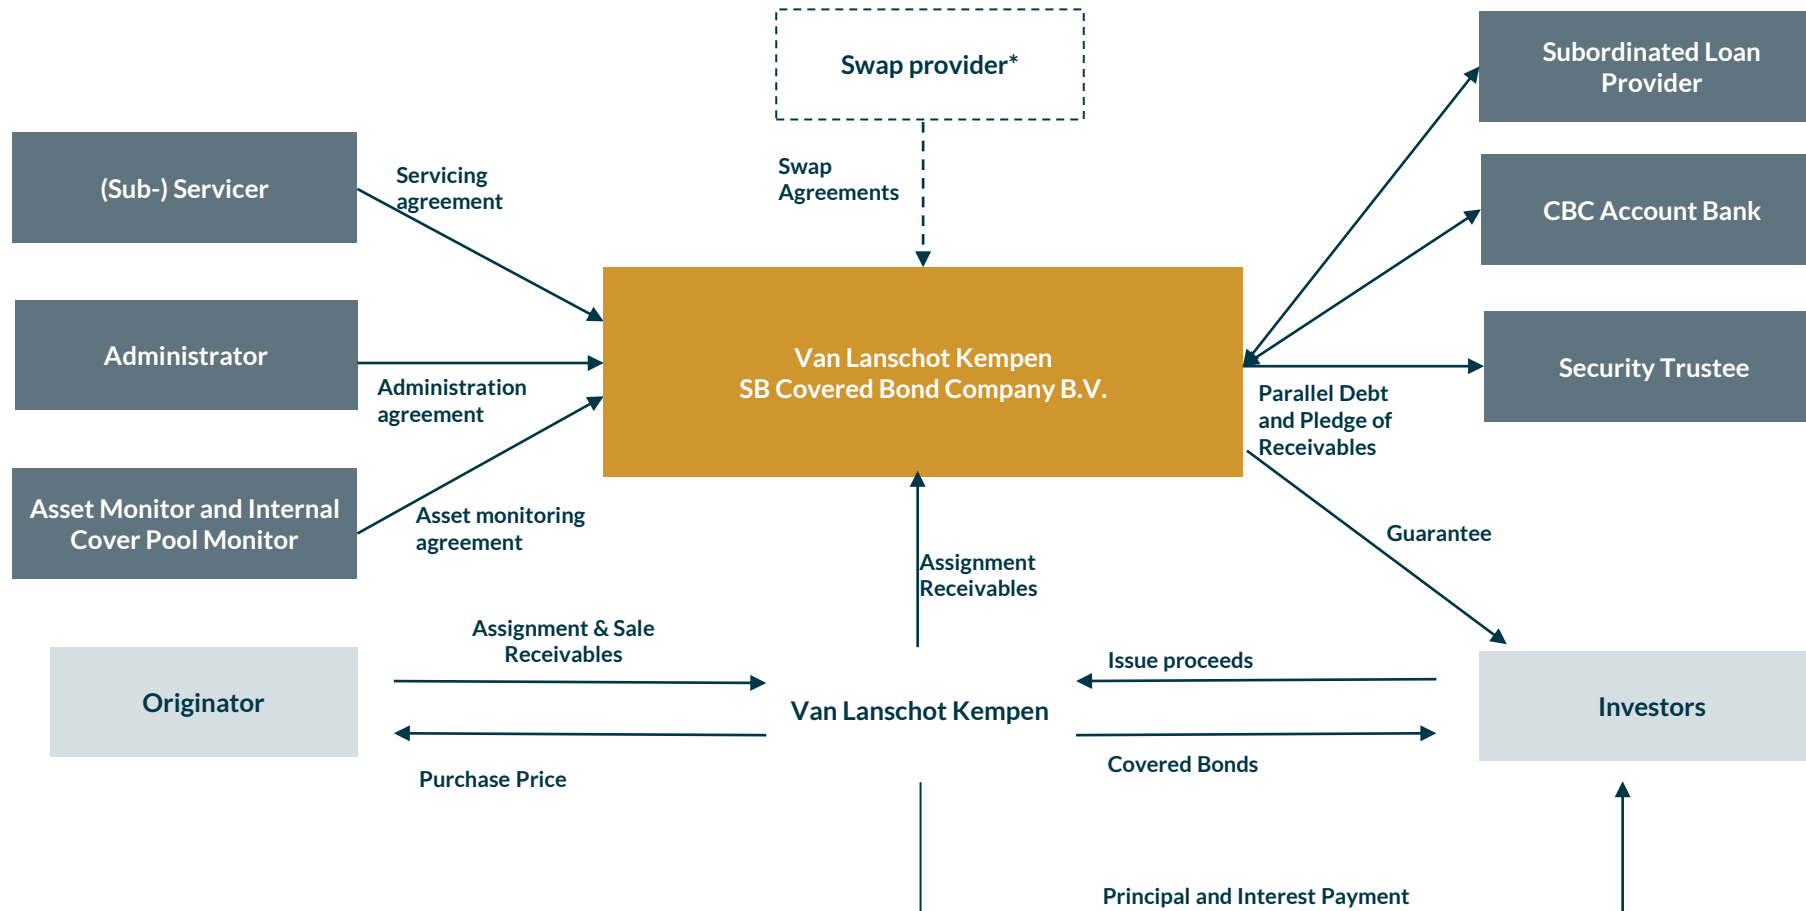 Swap provider*
Subordinated Loan
Provider
(Sub-) Servicer
Servicing
agreement
Swap
Agreements
CBC Account Bank
Administrator
Administration
agreement
Van Lanschot Kempen
SB Covered Bond Company B.V.
Security Trustee
Parallel Debt
and Pledge of
Receivables
Asset Monitor and Internal
Cover Pool Monitor
Asset monitoring
agreement
Assignment
Receivables
Guarantee
Assignment & Sale
Receivables
Issue proceeds
Originator
Van Lanschot Kempen
Investors
Purchase Price
Covered Bonds
Principal and Interest Payment